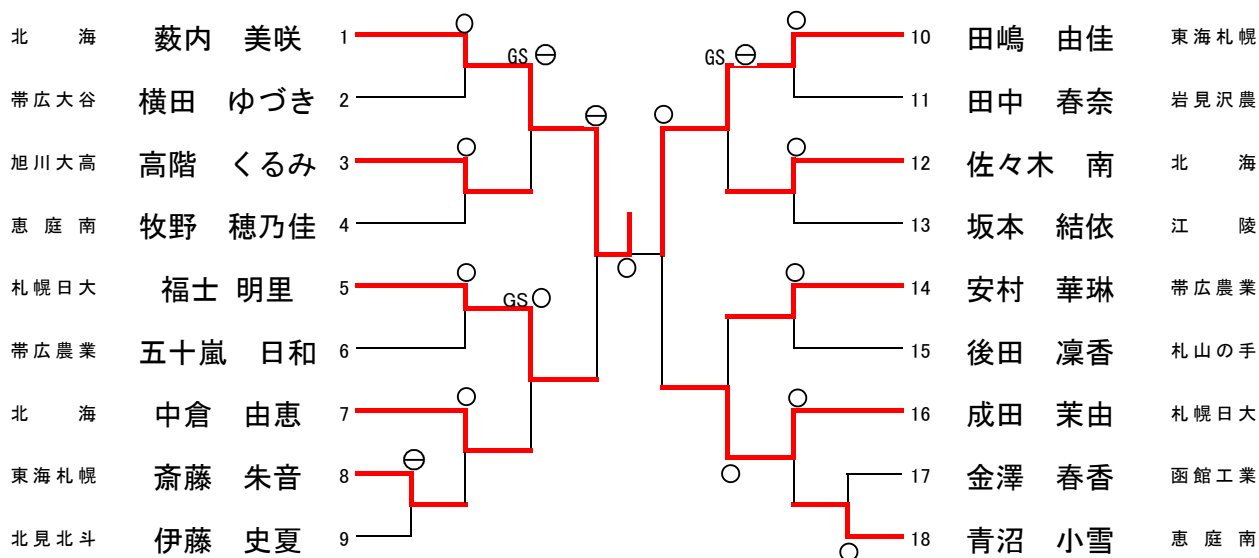 北海 薮内 美咲 1
帯広大谷 横田 ゆづき 2
旭川大高 高階 くるみ 3
恵庭南 牧野 穂乃佳 4
札幌日大 福士 明里 5
帯広農業 五十嵐 日和 6
北海 中倉 由恵 7
東海札幌 斎藤 朱音 8
北見北斗 伊藤 史夏 9
GS
GS
GS
10 田嶋 由佳 東海札幌
11 田中 春奈 岩見沢農
12 佐々木 南 北海
13 坂本 結依 江陵
14 安村 華琳 帯広農業
15 後田 凜香 札山の手
16 成田 茉由 札幌日大
17 金澤 春香 函館工業
18 青沼 小雪 恵庭南